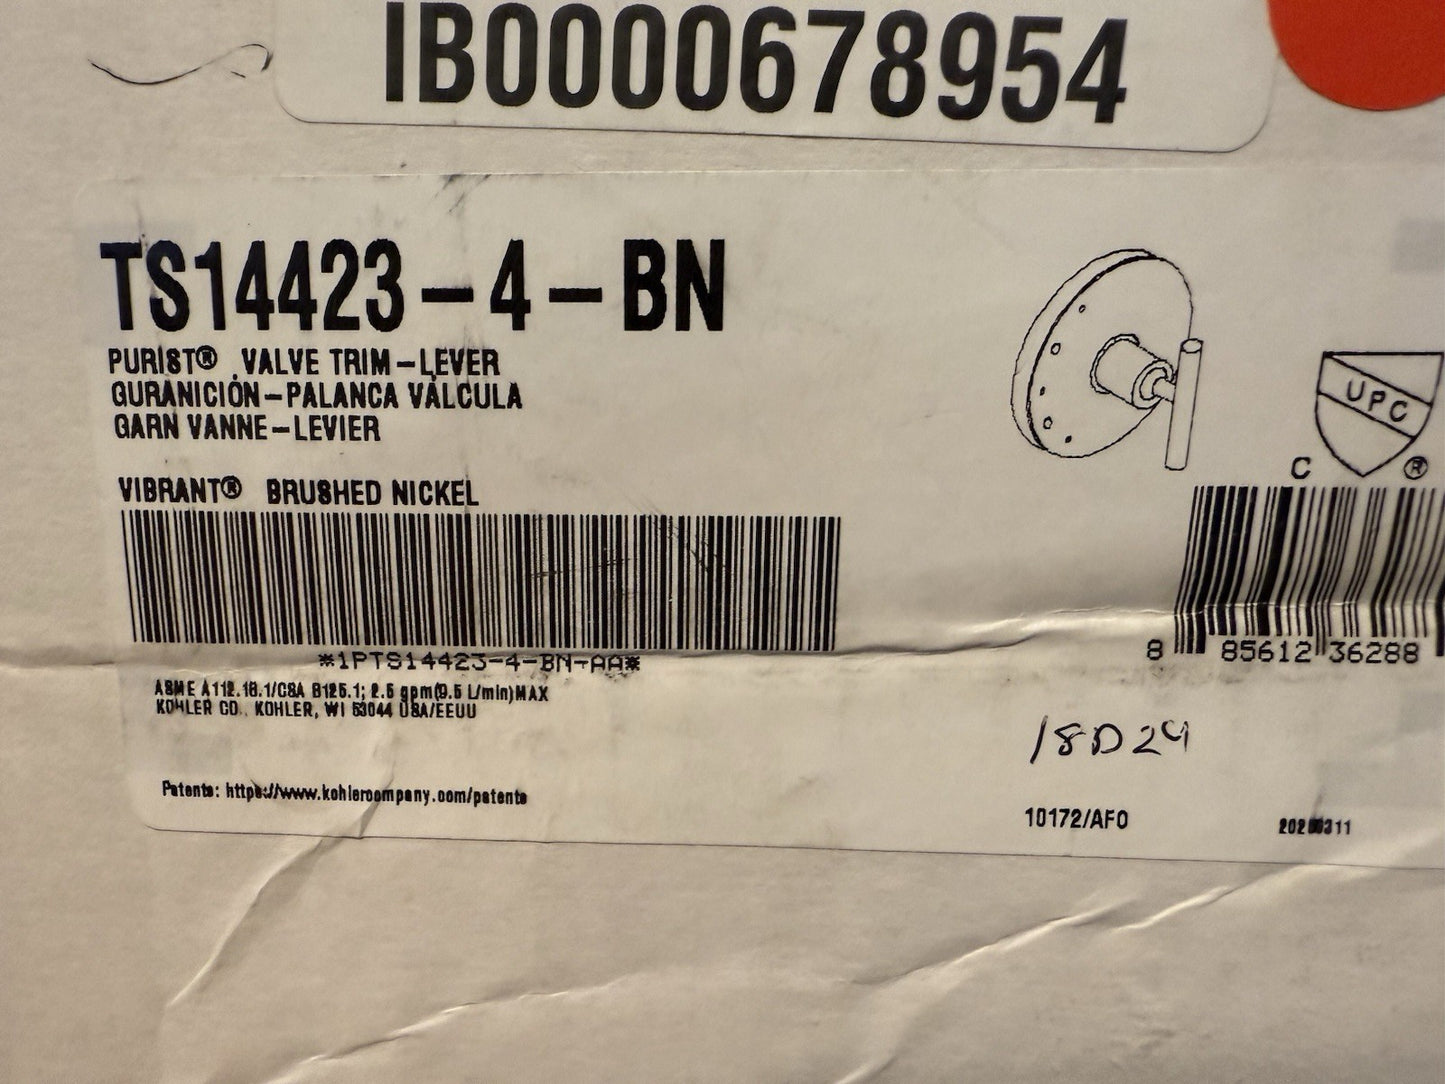 IB0000678954
TS14423-4-BN
PURIST® VALVE TRIM-LEVER
GURANICIÓN-PALANCA VÁLCULA
GARN VANNE-LEVIER
VIBRANT® BRUSHED NICKEL
*1PTS14423-4-BN-AA*
ASME A112.18.1/CSA B125.1; 2.5 gpm(9.5 L/min)MAX
KOHLER CO. KOHLER, WI 53044 USA/EEUU
Patents: https://www.kohlercompany.com/patents
UPC
C ®
8 85612 36288
18D24
10172/AF0